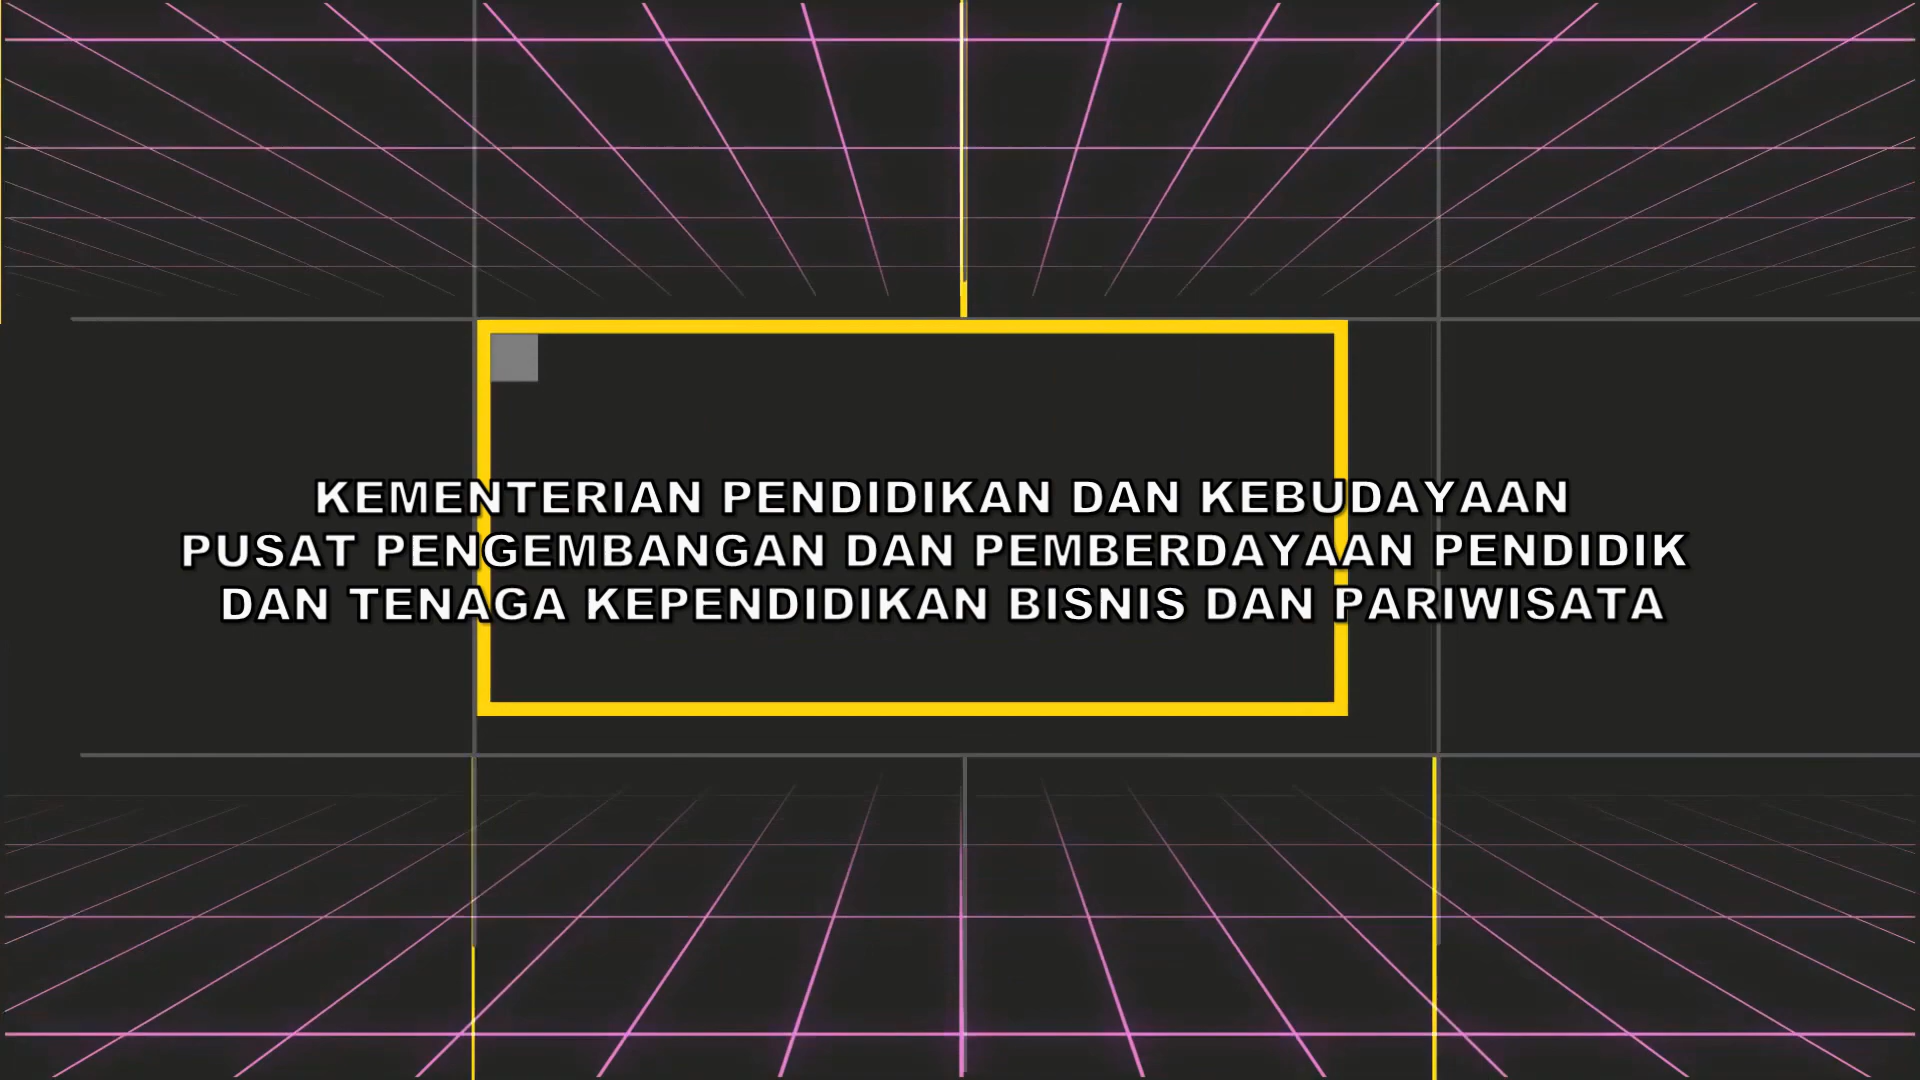 KEMENTERIAN PENDIDIKAN DAN KEBUDAYAAN
PUSAT PENGEMBANGAN DAN PEMBERDAYAAN PENDIDIK
DAN TENAGA KEPENDIDIKAN BISNIS DAN PARIWISATA